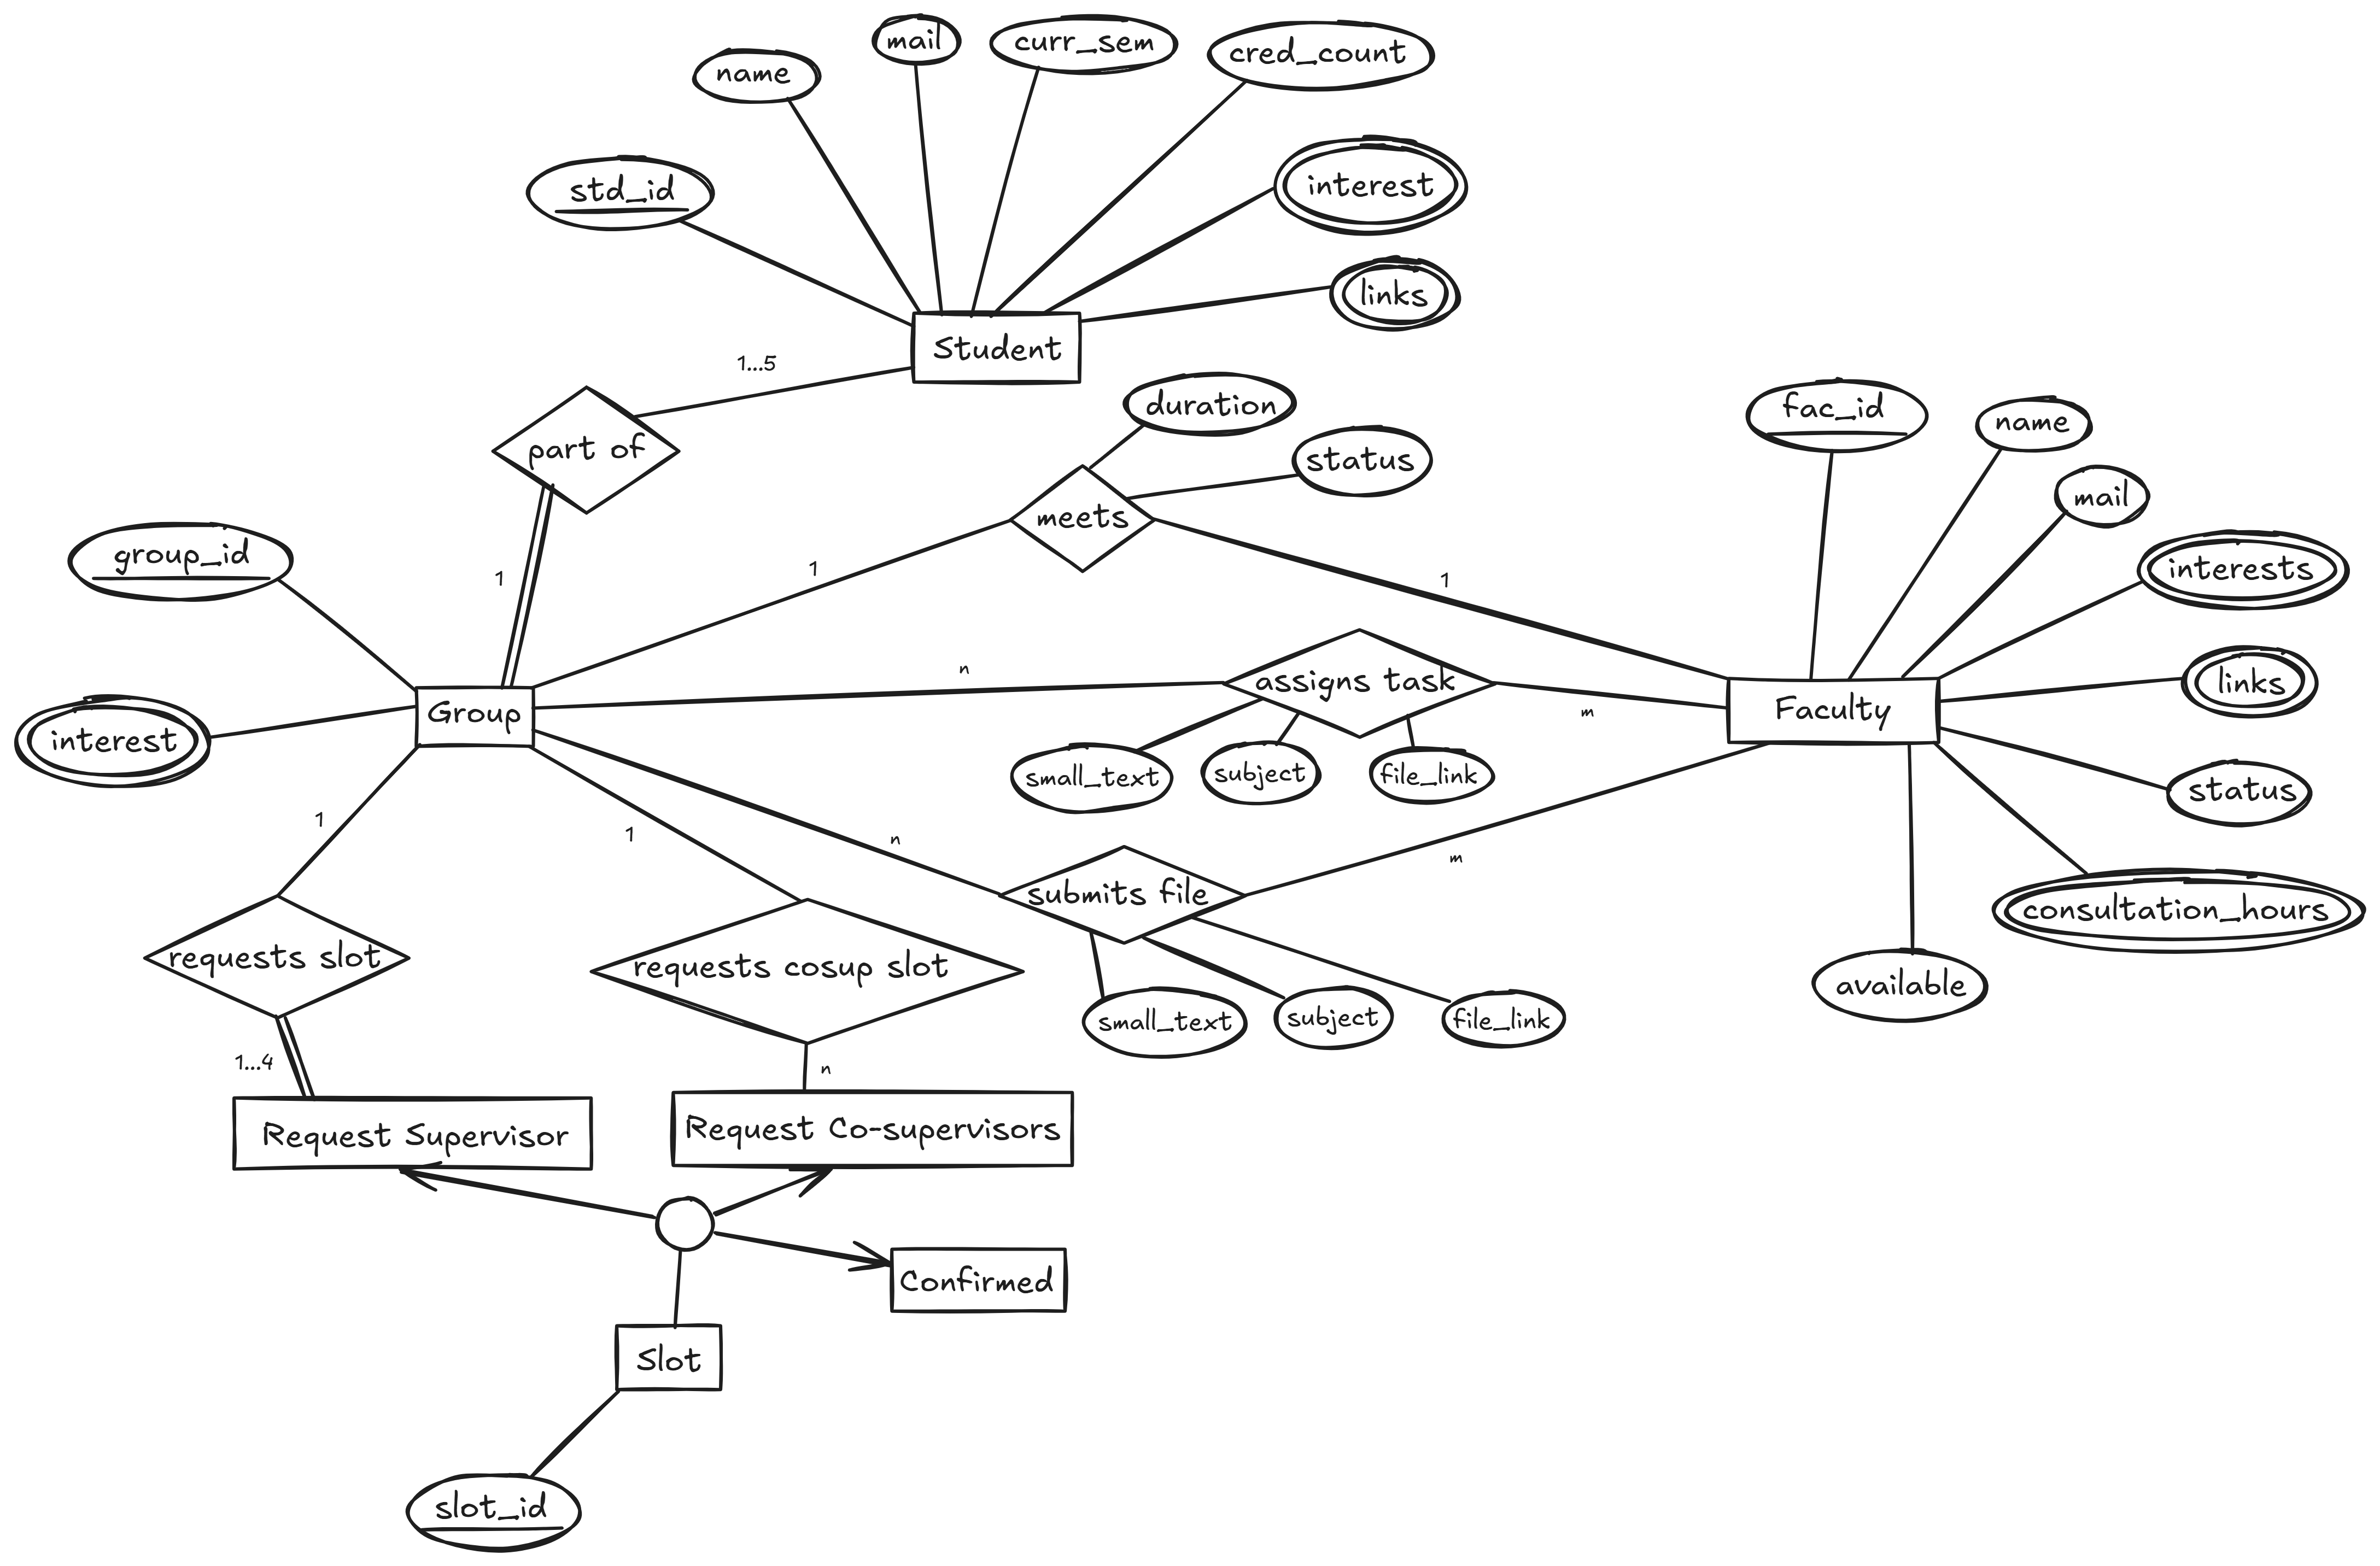 mail
curr_sem
cred_count
name
interest
std_id
links
Student
1...5
duration
fac_id
name
status
part of
mail
meets
group_id
1
1
1
interests
n
assigns task
links
Group
m
Faculty
interest
small_text
subject
file_link
status
1
1
n
m
submits file
consultation_hours
requests slot
requests cosup slot
available
small_text
subject
file_link
1...4
n
Request Supervisor
Request Co-supervisors
Confirmed
Slot
slot_id